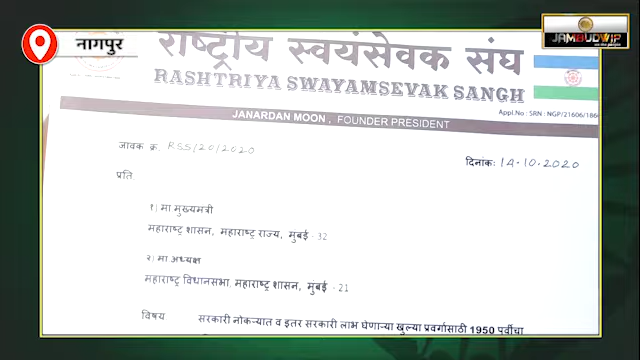 नागपुर
JAMBUDWIP
राष्ट्रीय स्वयंसेवक संघ
RASHTRIYA SWAYAMSEVAK SANGH
JANARDAN MOON, FOUNDER PRESIDENT
Appl.No : SRN : NGP/21606/186
जावक क्र. RSS/20/2020
दिनांकः 14.10.2020
प्रति
१) मा मुख्यमत्री
महाराष्ट्र शासन, महाराष्ट्र राज्य, मुंबई - 32
२) मा अध्यक्ष
महाराष्ट्र विधानसभा, महाराष्ट्र शासन, मुंबई - 21
विषय सरकारी नोकऱ्यात व इतर सरकारी लाभ घेणाऱ्या खुल्या प्रवर्गासाठी 1950 पूर्वीचा